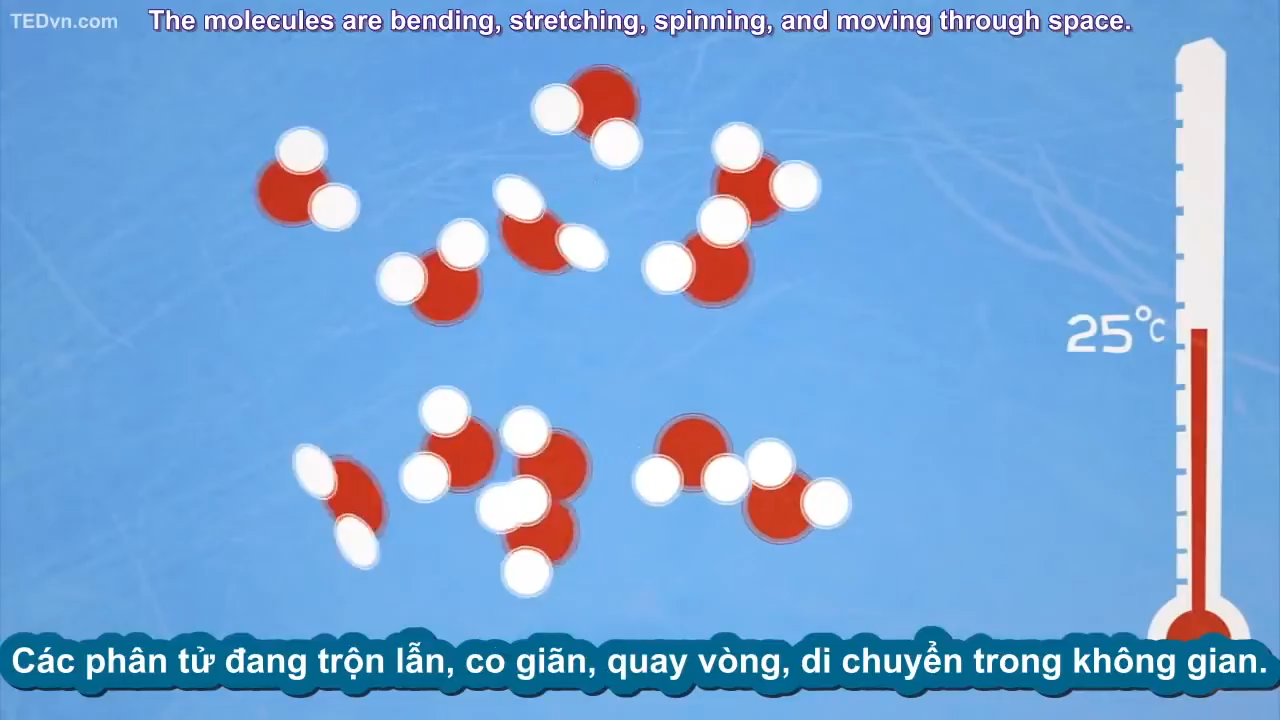 TEDvn.com
The molecules are bending, stretching, spinning, and moving through space.
25°C
Các phân tử đang trộn lẫn, co giãn, quay vòng, di chuyển trong không gian.